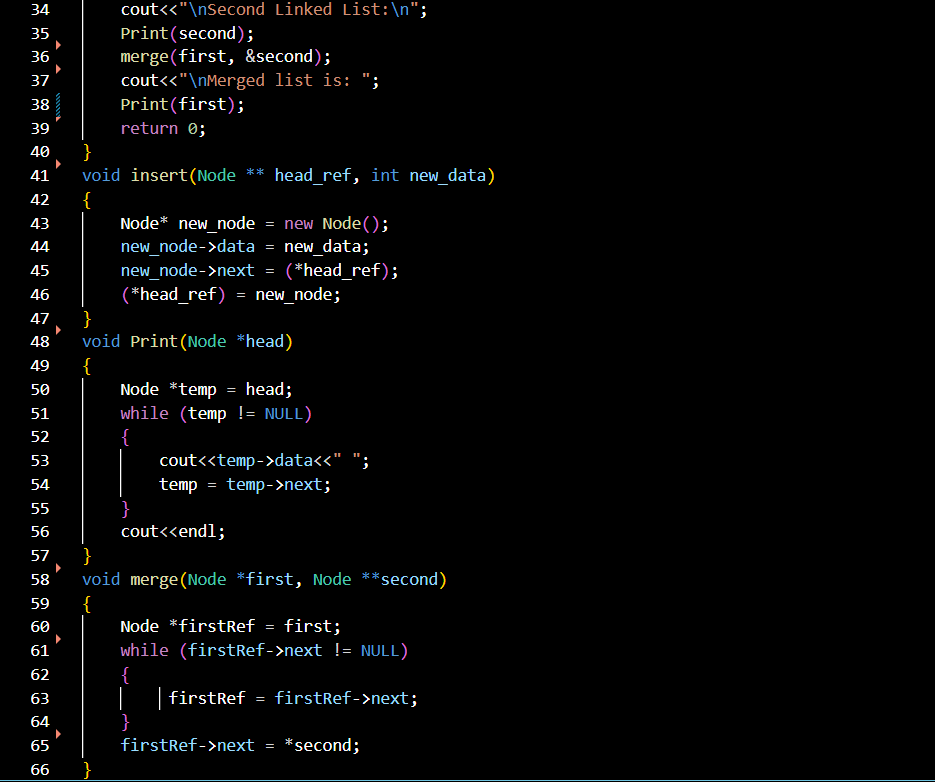 34 cout<<"\nSecond Linked List:\n";
35 Print(second);
36 merge(first, &second);
37 cout<<"\nMerged list is: ";
38 Print(first);
39 return 0;
40 }
41 void insert(Node ** head_ref, int new_data)
42 {
43 Node* new_node = new Node();
44 new_node->data = new_data;
45 new_node->next = (*head_ref);
46 (*head_ref) = new_node;
47 }
48 void Print(Node *head)
49 {
50 Node *temp = head;
51 while (temp != NULL)
52 {
53 cout<<temp->data<<" ";
54 temp = temp->next;
55 }
56 cout<<endl;
57 }
58 void merge(Node *first, Node **second)
59 {
60 Node *firstRef = first;
61 while (firstRef->next != NULL)
62 {
63 firstRef = firstRef->next;
64 }
65 firstRef->next = *second;
66 }